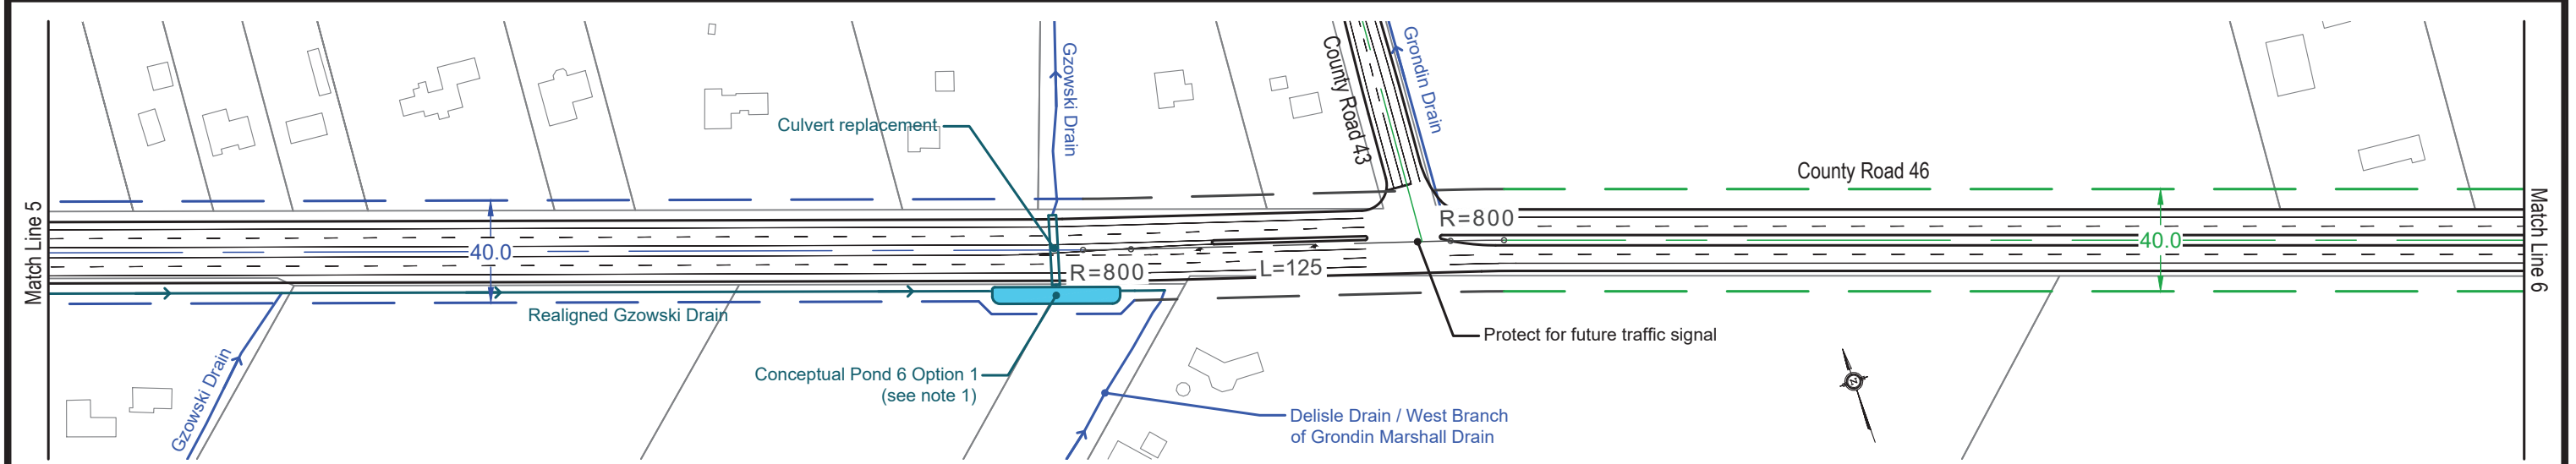 Match Line 5
Gzowski Drain
Grondin Drain
County Road 43
Culvert replacement
County Road 46
40.0
R=800
R=800
L=125
40.0
Match Line 6
Realigned Gzowski Drain
Protect for future traffic signal
Gzowski Drain
Conceptual Pond 6 Option 1
(see note 1)
N
Delisle Drain / West Branch
of Grondin Marshall Drain